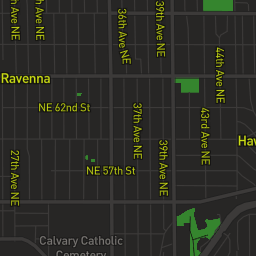 36th Ave NE
39th Ave NE
44th Ave NE
Ravenna
NE 62nd St
37th Ave NE
43rd Ave NE
Hav
39th Ave NE
27th Ave NE
NE 57th St
Calvary Catholic
Cemetery